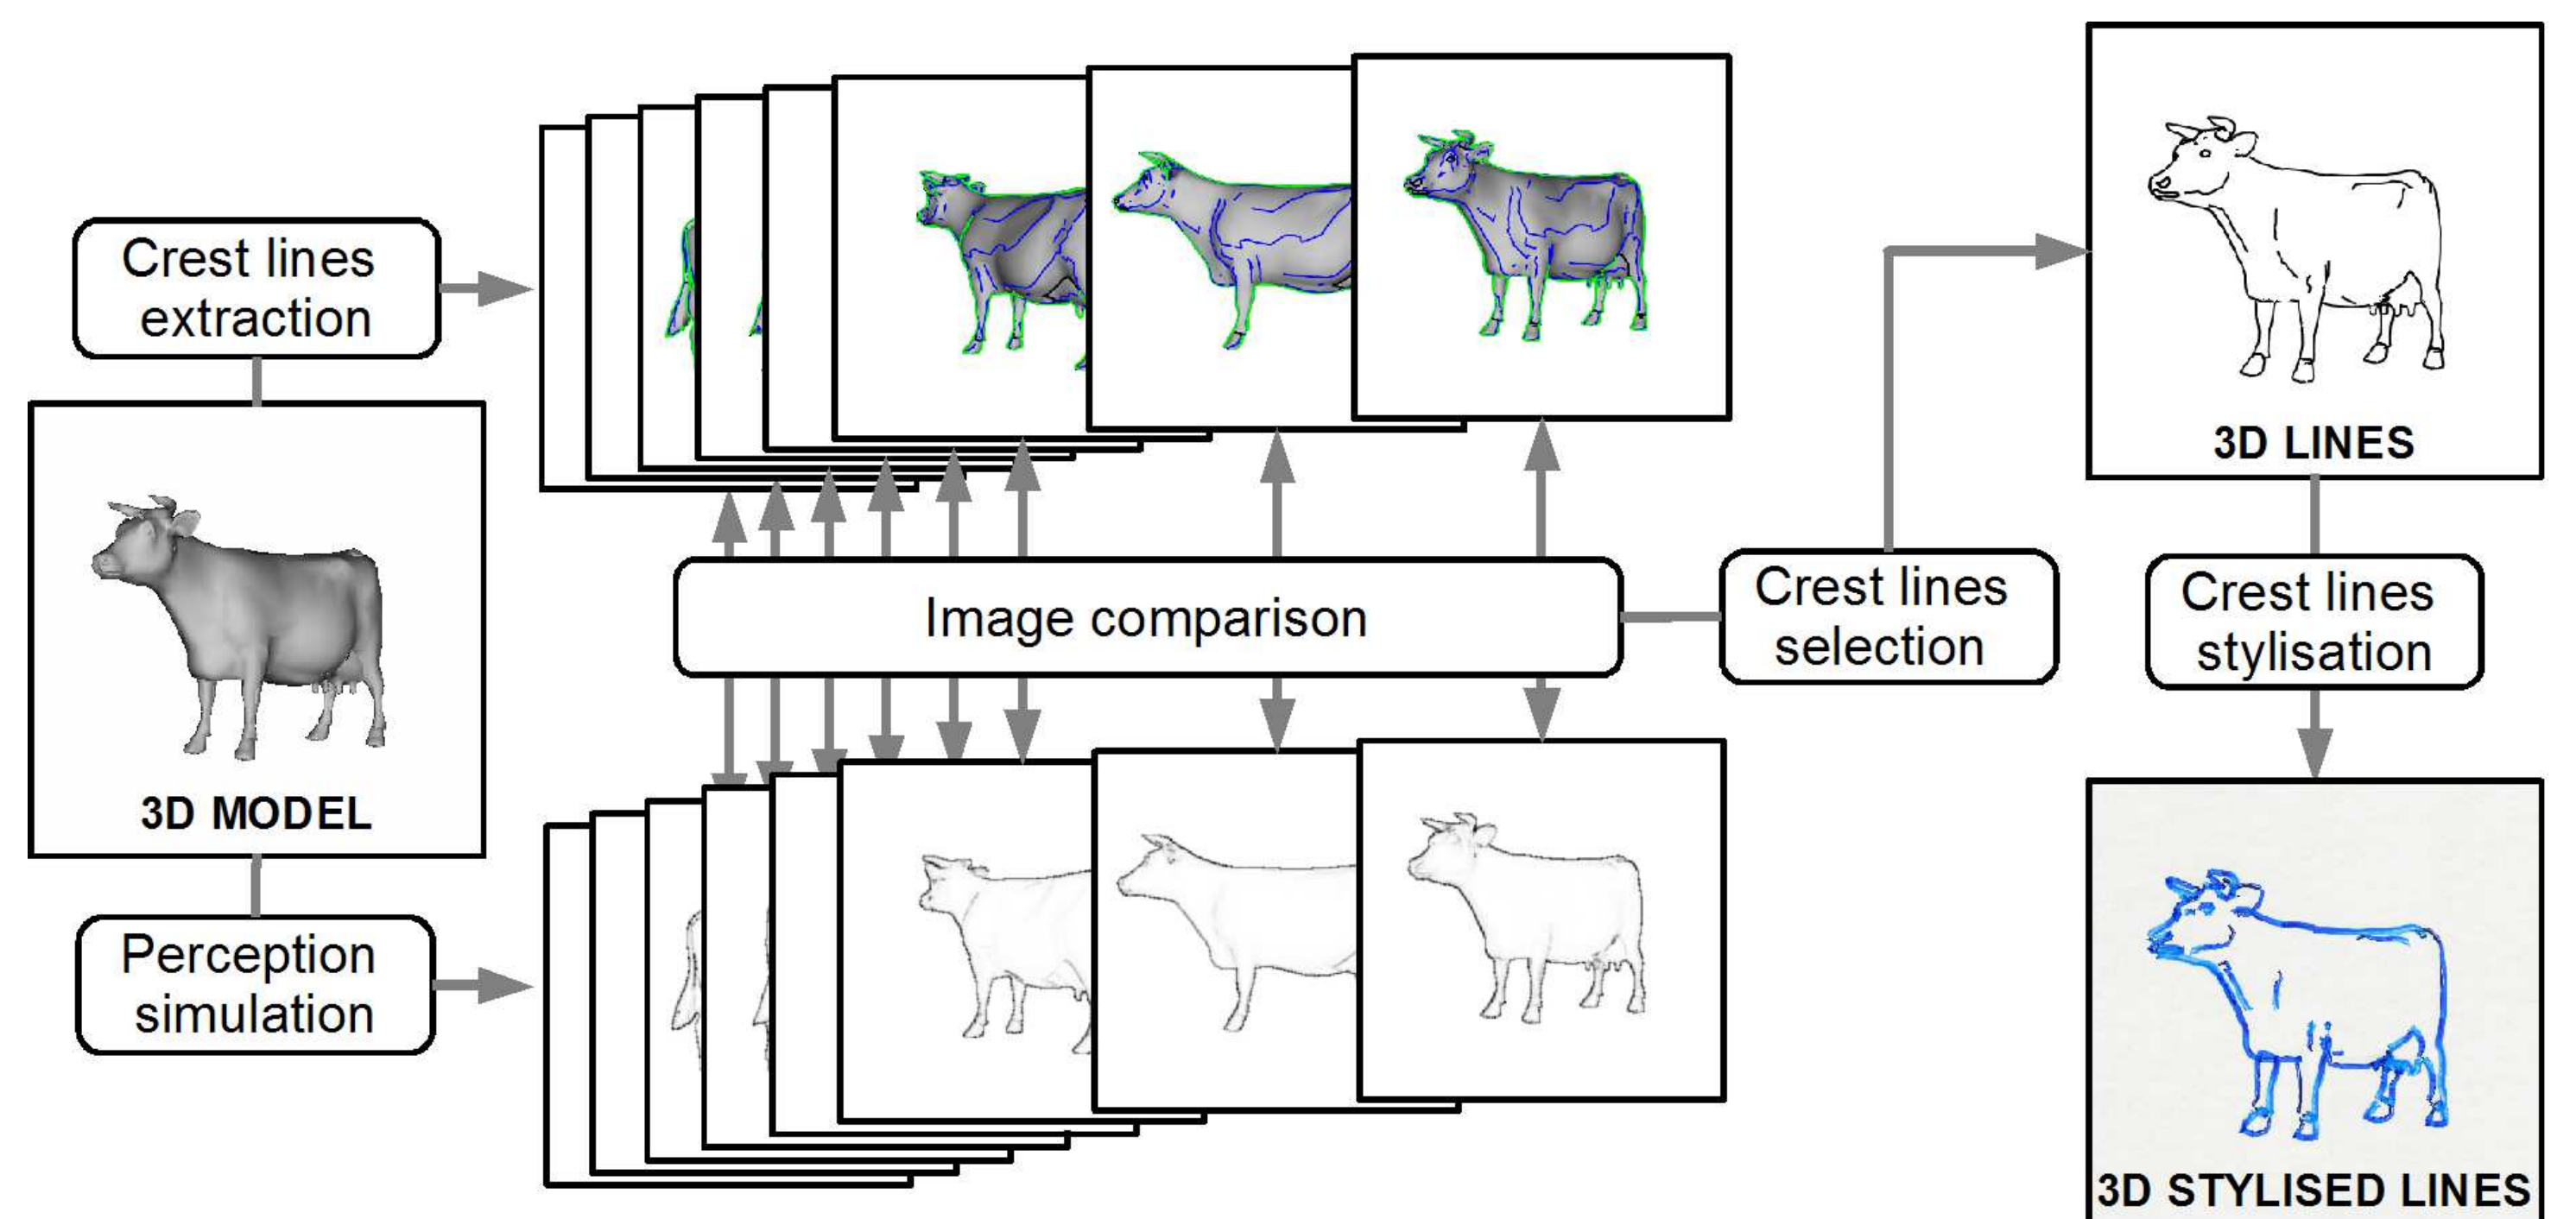 Crest lines
extraction
3D MODEL
Perception
simulation
Image comparison
Crest lines
selection
3D LINES
Crest lines
stylisation
3D STYLISED LINES